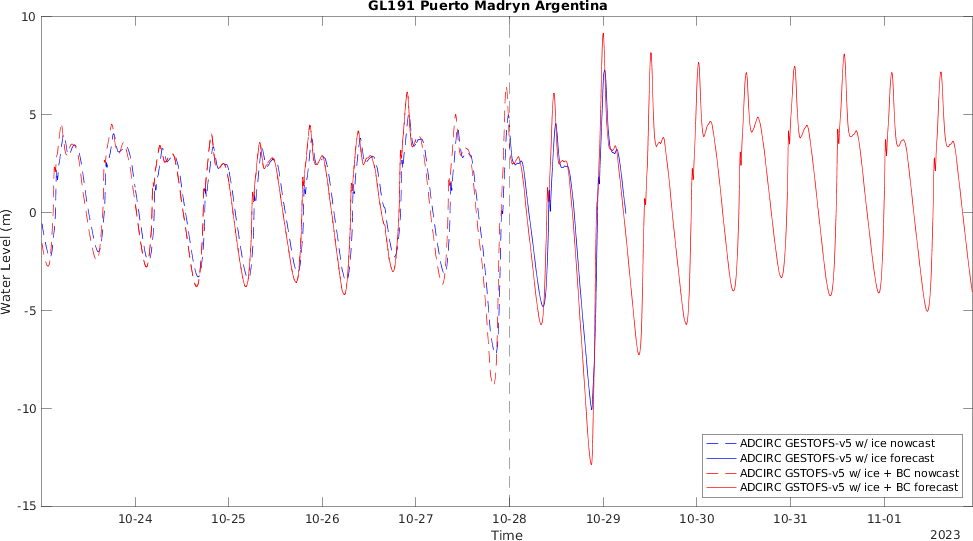 GL191 Puerto Madryn Argentina
10
5
0
-5
-10
-15
Water Level (m)
ADCIRC GESTOFS-v5 w/ ice nowcast
ADCIRC GESTOFS-v5 w/ ice forecast
ADCIRC GSTOFS-v5 w/ ice + BC nowcast
ADCIRC GSTOFS-v5 w/ ice + BC forecast
10-24 10-25 10-26 10-27 10-28 10-29 10-30 10-31 11-01
Time
2023